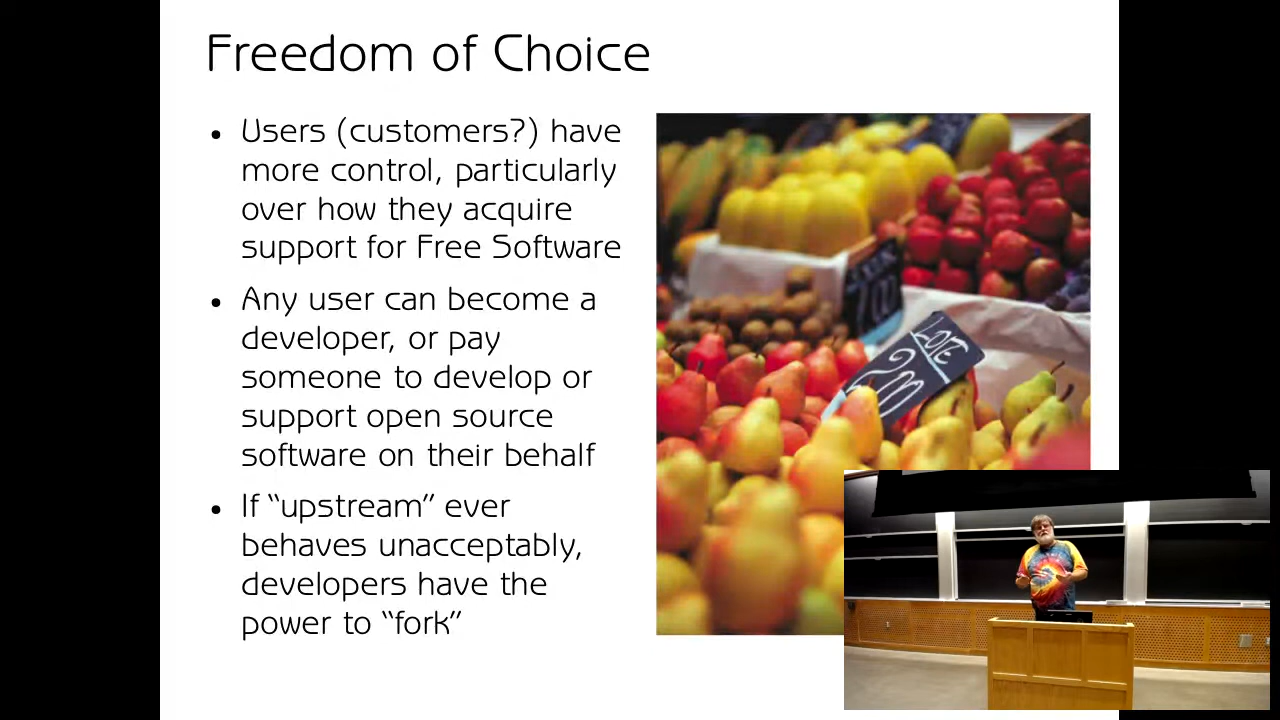 Freedom of Choice
• Users (customers?) have
more control, particularly
over how they acquire
support for Free Software
• Any user can become a
developer, or pay
someone to develop or
support open source
software on their behalf
• If “upstream” ever
behaves unacceptably,
developers have the
power to “fork”
LOTE
200